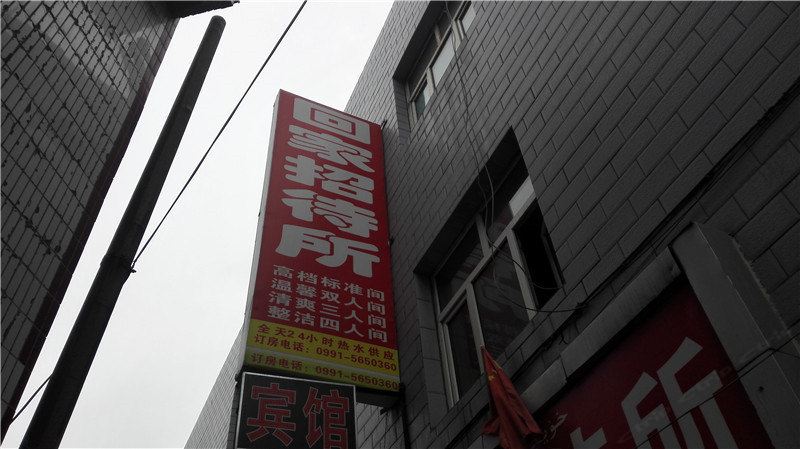 回家招待所
高档标准间
温馨双人间
清爽三人间
整洁四人间
全天24小时热水供应
订房电话：0991-5650360
订房电话：0991-5650360
宾馆
所